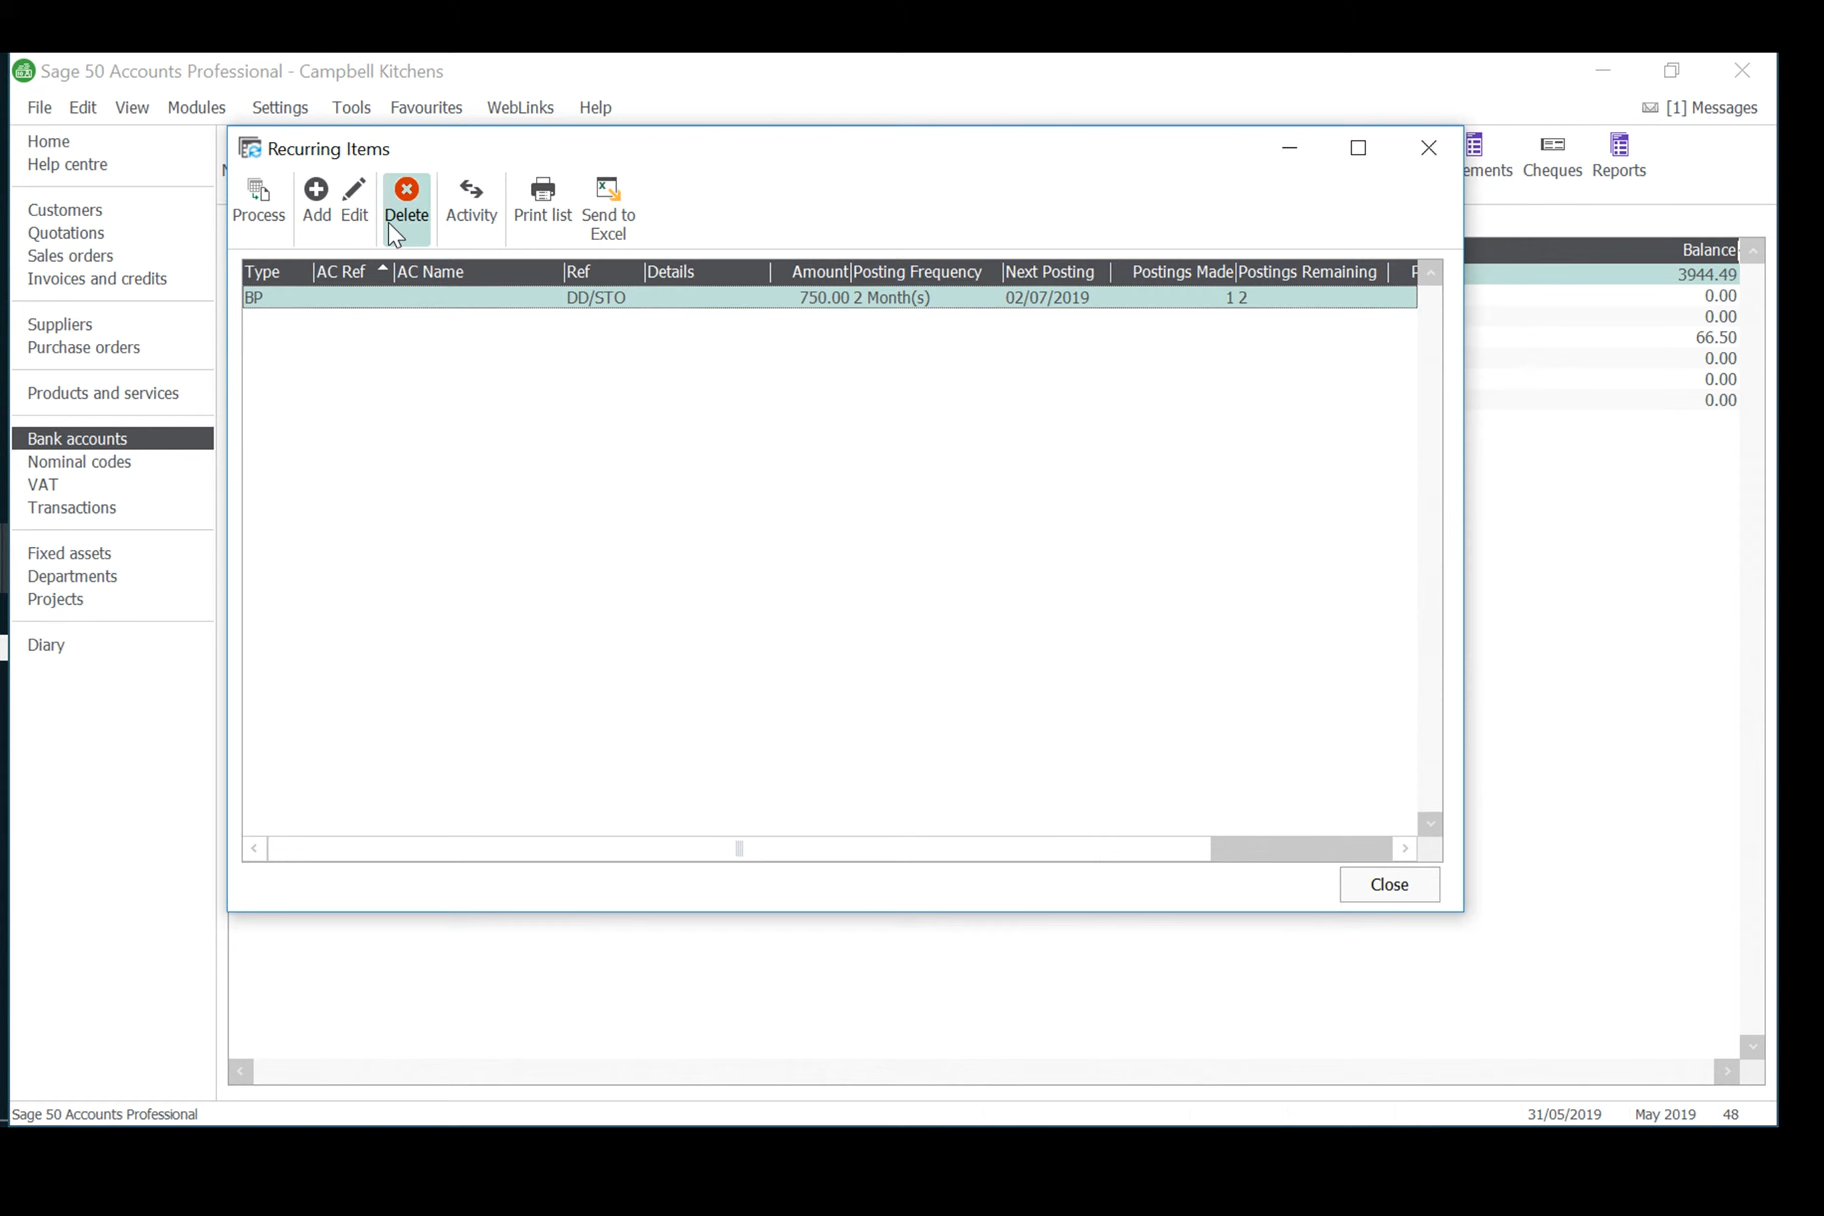 Sage 50 Accounts Professional - Campbell Kitchens
File Edit View Modules Settings Tools Favourites WebLinks Help [1] Messages
Home
Help centre
Customers
Quotations
Sales orders
Invoices and credits
Suppliers
Purchase orders
Products and services
Bank accounts
Nominal codes
VAT
Transactions
Fixed assets
Departments
Projects
Diary
Recurring Items
Process Add Edit Delete Activity Print list Send to
Excel
Type AC Ref AC Name Ref Details Amount Posting Frequency Next Posting Postings Made Postings Remaining P
BP DD/STO 750.00 2 Month(s) 02/07/2019 1 2
Close
ements Cheques Reports
Balance
3944.49
0.00
0.00
66.50
0.00
0.00
0.00
Sage 50 Accounts Professional 31/05/2019 May 2019 48